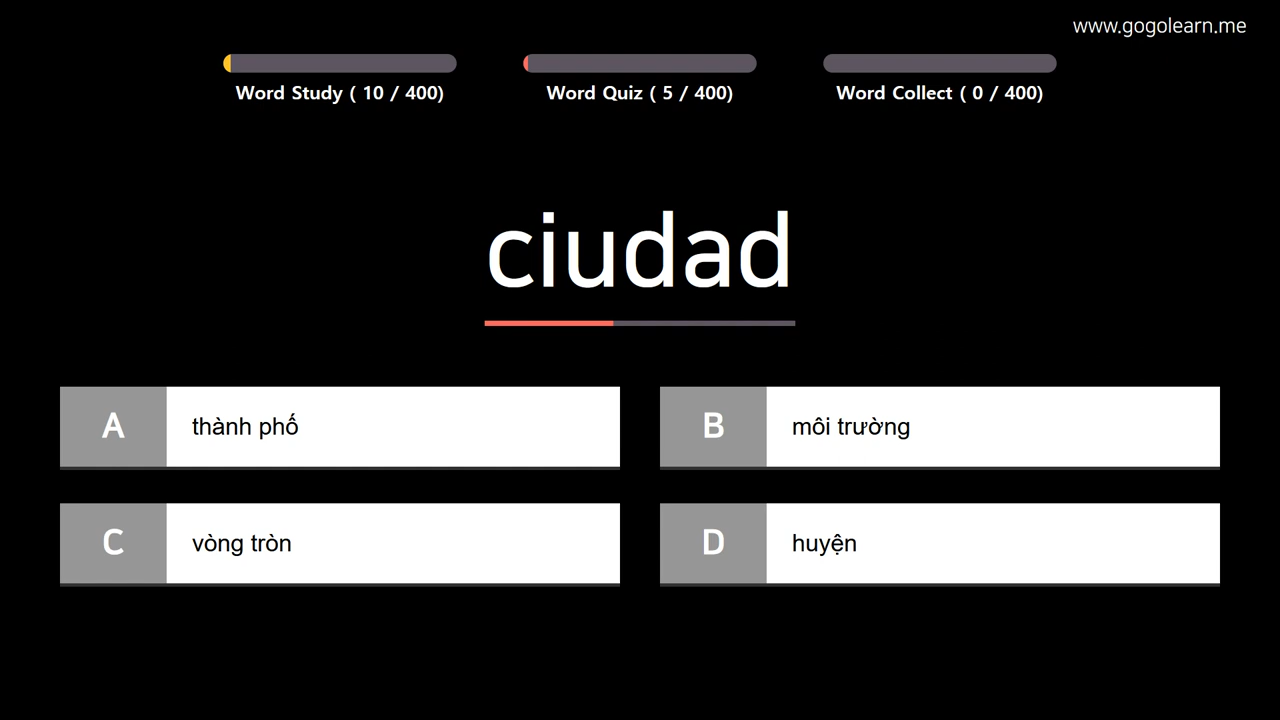 www.gogolearn.me
Word Study ( 10 / 400)
Word Quiz ( 5 / 400)
Word Collect ( 0 / 400)
ciudad
A
thành phố
B
môi trường
C
vòng tròn
D
huyện